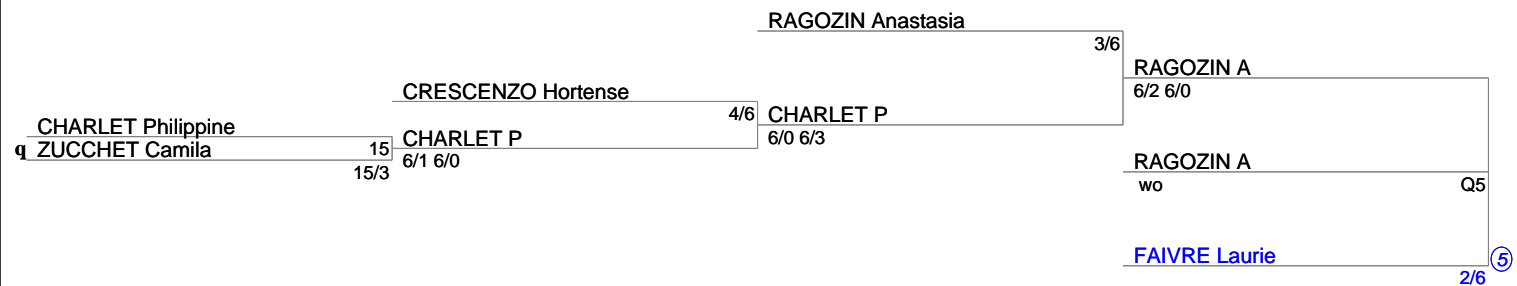 RAGOZIN Anastasia
3/6
RAGOZIN A
6/2 6/0
CRESCENZO Hortense
4/6
CHARLET P
6/0 6/3
CHARLET Philippine
CHARLET P
q ZUCCHET Camila 15
6/1 6/0
15/3
RAGOZIN A
wo Q5
FAIVRE Laurie 5
2/6